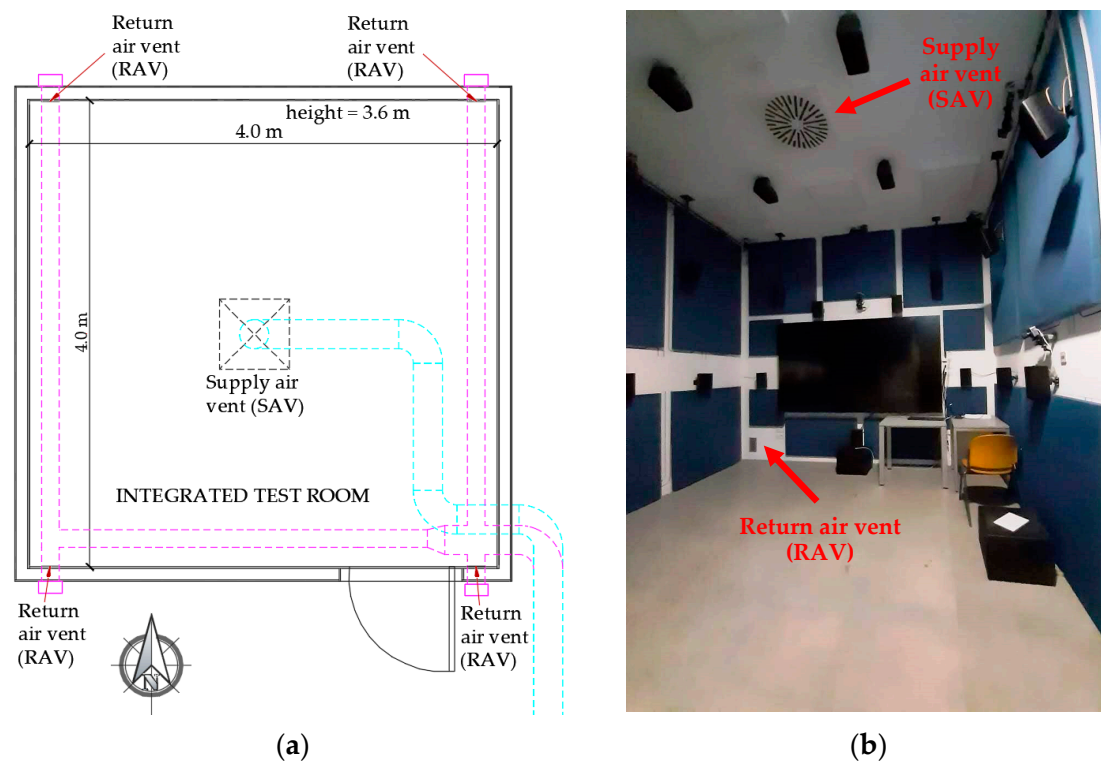 Return
air vent
(RAV)
Return
air vent
(RAV)
height = 3.6 m
4.0 m
4.0 m
Supply air
vent (SAV)
INTEGRATED TEST ROOM
Return
air vent
(RAV)
N
Return
air vent
(RAV)
(a)
Supply
air vent
(SAV)
Return air vent
(RAV)
(b)